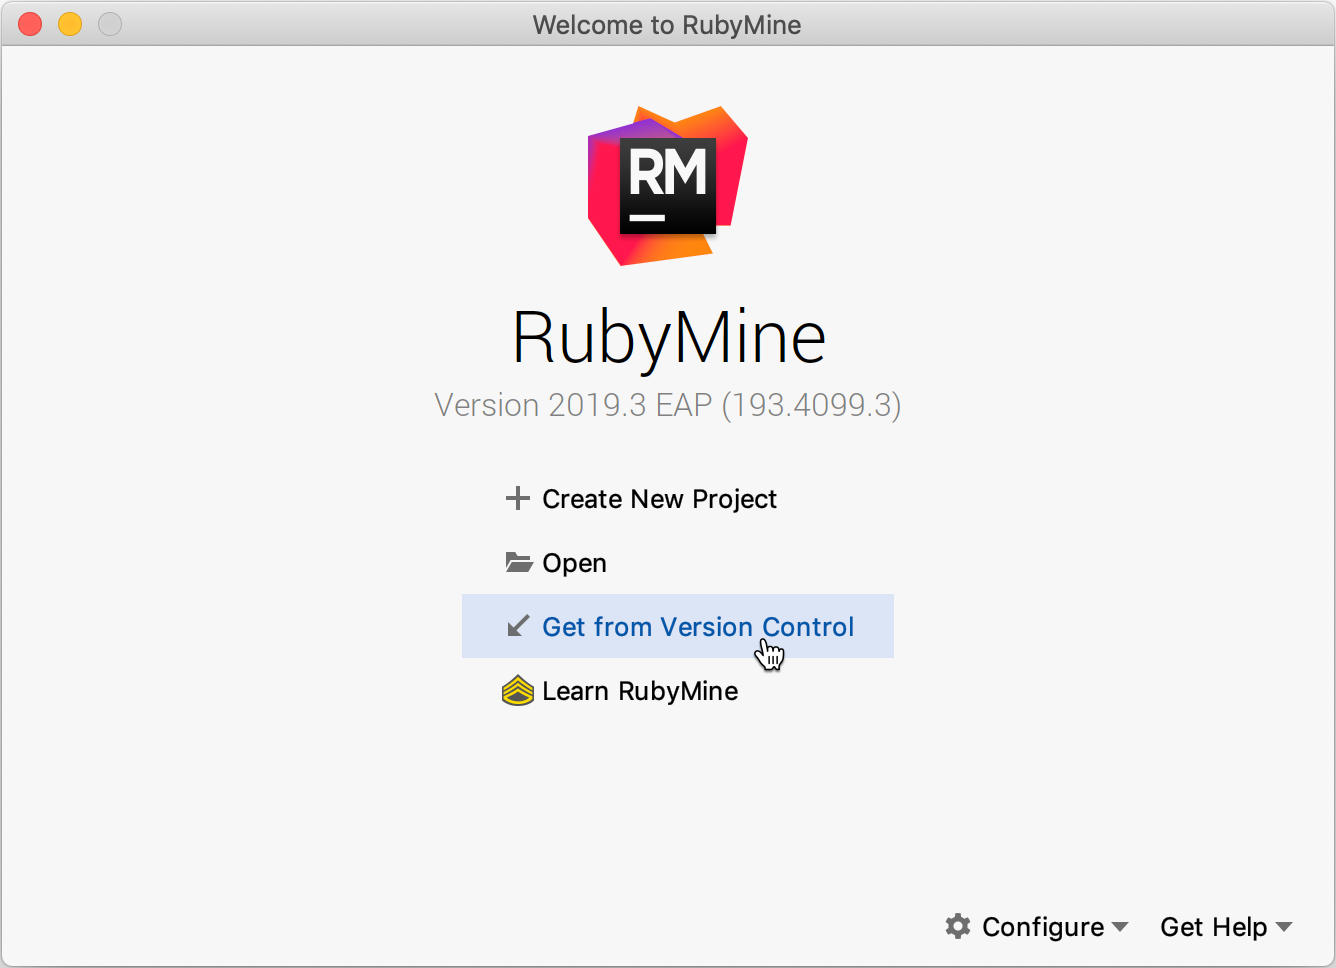 Welcome to RubyMine
RM
RubyMine
Version 2019.3 EAP (193.4099.3)
Create New Project
Open
Get from Version Control
Learn RubyMine
Configure
Get Help